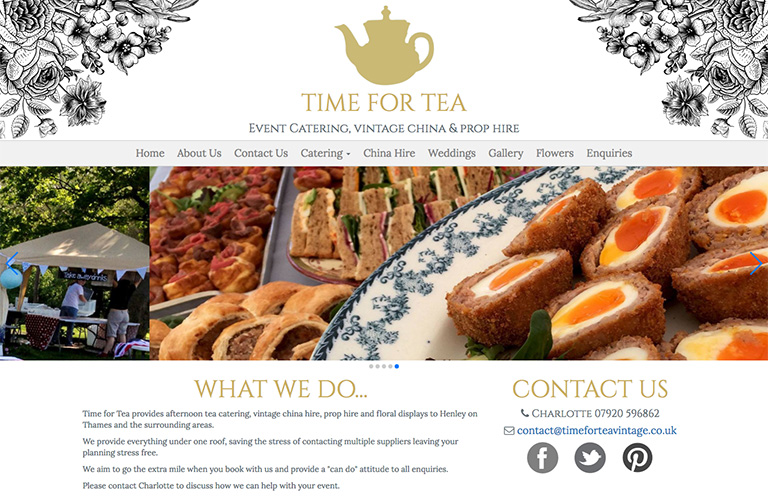 TIME FOR TEA
EVENT CATERING, VINTAGE CHINA & PROP HIRE
Home About Us Contact Us Catering China Hire Weddings Gallery Flowers Enquiries
Take aways
WHAT WE DO...
Time for Tea provides afternoon tea catering, vintage china hire, prop hire and floral displays to Henley on
Thames and the surrounding areas.
We provide everything under one roof, saving the stress of contacting multiple suppliers leaving your
planning stress free.
We aim to go the extra mile when you book with us and provide a "can do" attitude to all enquiries.
Please contact Charlotte to discuss how we can help with your event.
CONTACT US
CHARLOTTE 07920 596862
contact@timeforteavintage.co.uk